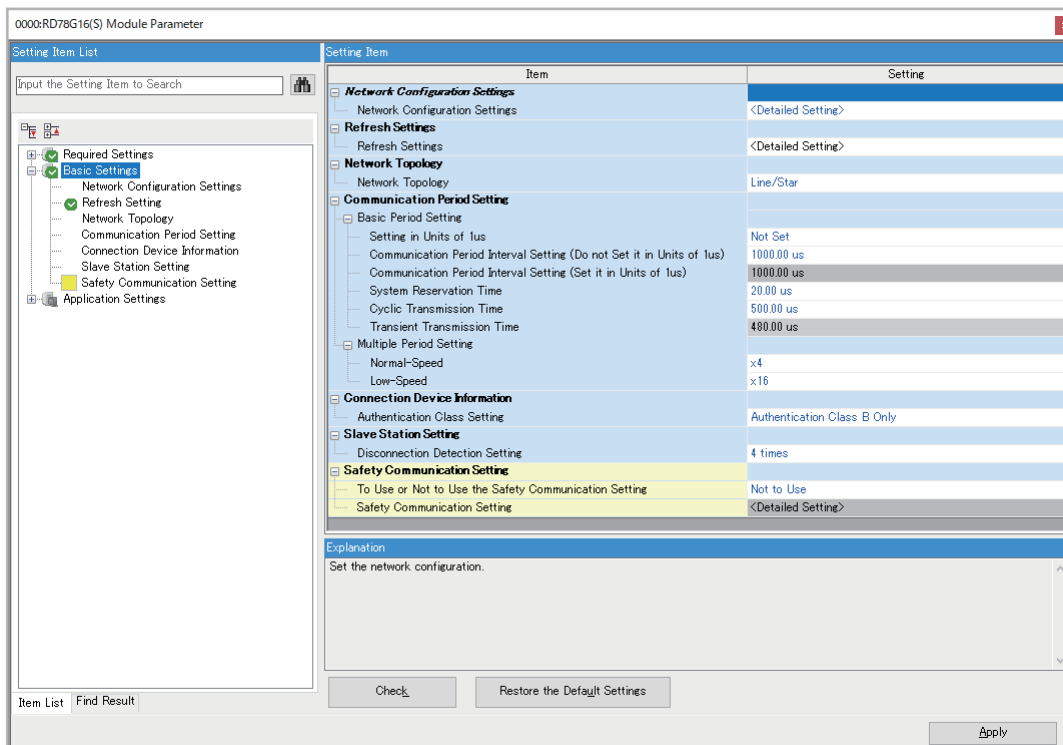 0000:RD78G16(S) Module Parameter
Setting Item List
Input the Setting Item to Search
Required Settings
Basic Settings
Network Configuration Settings
Refresh Setting
Network Topology
Communication Period Setting
Connection Device Information
Slave Station Setting
Safety Communication Setting
Application Settings
Item List Find Result
Setting Item
Item Setting
Network Configuration Settings
Network Configuration Settings <Detailed Setting>
Refresh Settings
Refresh Settings <Detailed Setting>
Network Topology
Network Topology Line/Star
Communication Period Setting
Basic Period Setting
Setting in Units of 1us Not Set
Communication Period Interval Setting (Do not Set it in Units of 1us) 1000.00 us
Communication Period Interval Setting (Set it in Units of 1us) 1000.00 us
System Reservation Time 20.00 us
Cyclic Transmission Time 500.00 us
Transient Transmission Time 480.00 us
Multiple Period Setting
Normal-Speed x4
Low-Speed x16
Connection Device Information
Authentication Class Setting Authentication Class B Only
Slave Station Setting
Disconnection Detection Setting 4 times
Safety Communication Setting
To Use or Not to Use the Safety Communication Setting Not to Use
Safety Communication Setting <Detailed Setting>
Explanation
Set the network configuration.
Check Restore the Default Settings
Apply